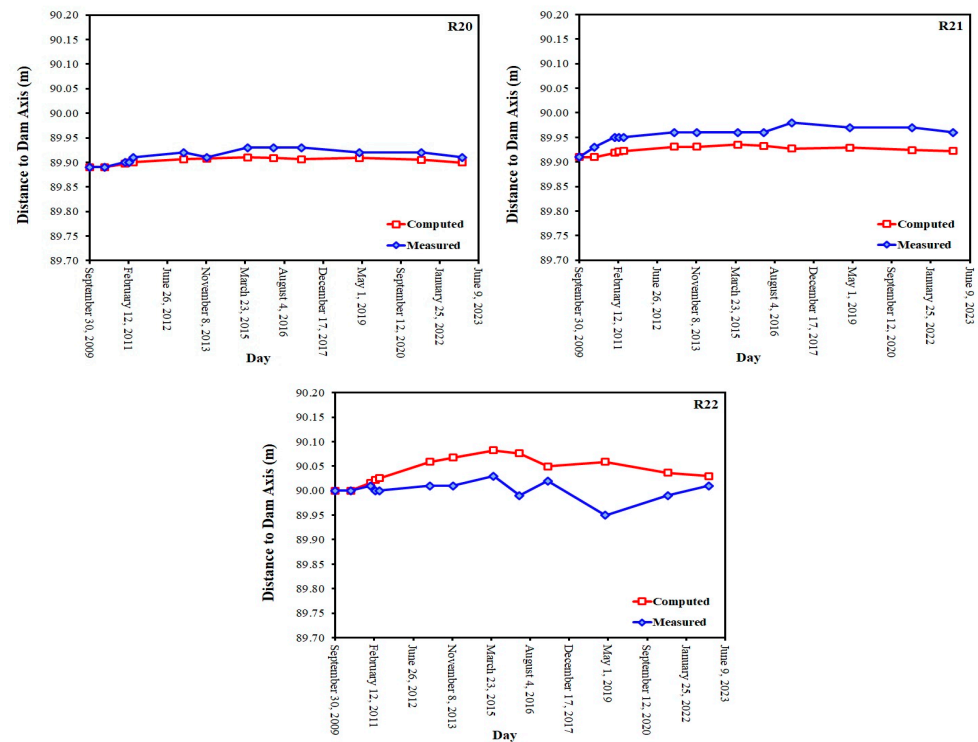 R20
Distance to Dam Axis (m)
90.20
90.15
90.10
90.05
90.00
89.95
89.90
89.85
89.80
89.75
89.70
Computed
Measured
September 30, 2009
February 12, 2011
June 26, 2012
November 8, 2013
March 23, 2015
August 4, 2016
December 17, 2017
May 1, 2019
September 12, 2020
January 25, 2022
June 9, 2023
Day
R21
Distance to Dam Axis (m)
90.20
90.15
90.10
90.05
90.00
89.95
89.90
89.85
89.80
89.75
89.70
Computed
Measured
September 30, 2009
February 12, 2011
June 26, 2012
November 8, 2013
March 23, 2015
August 4, 2016
December 17, 2017
May 1, 2019
September 12, 2020
January 25, 2022
June 9, 2023
Day
R22
Distance to Dam Axis (m)
90.20
90.15
90.10
90.05
90.00
89.95
89.90
89.85
89.80
89.75
89.70
Computed
Measured
September 30, 2009
February 12, 2011
June 26, 2012
November 8, 2013
March 23, 2015
August 4, 2016
December 17, 2017
May 1, 2019
September 12, 2020
January 25, 2022
June 9, 2023
Day